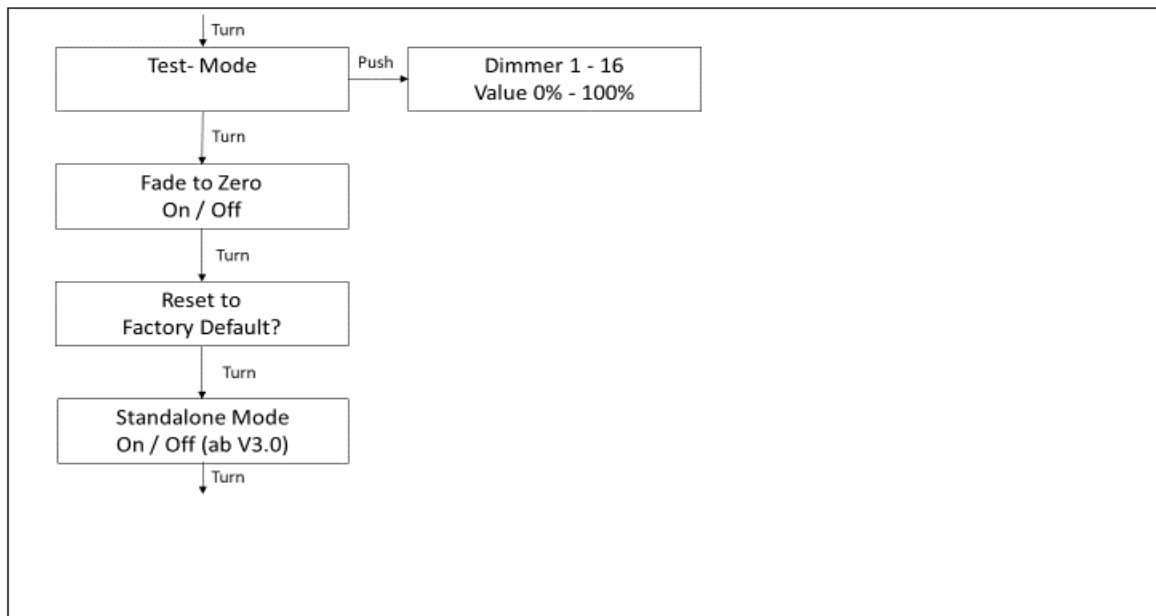 Turn
Test- Mode
Push
Dimmer 1 - 16
Value 0% - 100%
Turn
Fade to Zero
On / Off
Turn
Reset to
Factory Default?
Turn
Standalone Mode
On / Off (ab V3.0)
Turn